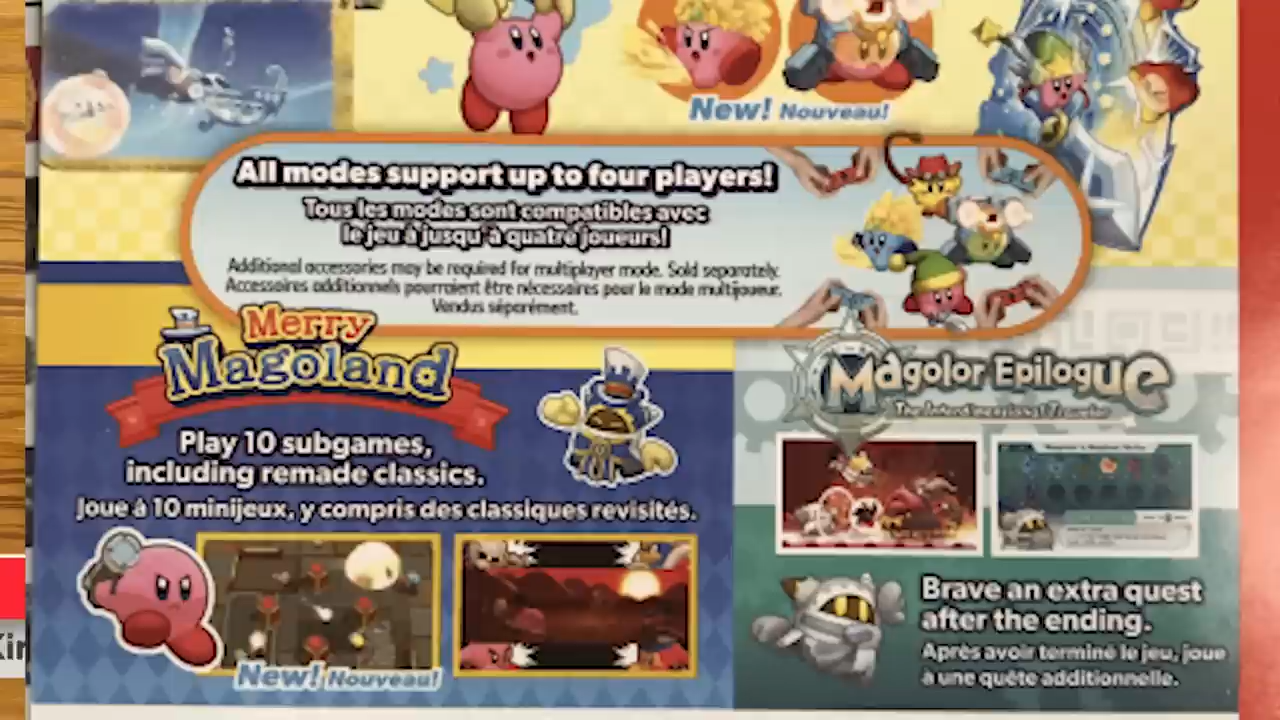 New! Nouveau!
All modes support up to four players!
Tous les modes sont compatibles avec
le jeu à jusqu'à quatre joueurs!
Additional accessories may be required for multiplayer mode. Sold separately.
Accessoires additionnels pourraient être nécessaires pour le mode multijoueur.
Vendus séparément.
Merry
Magoland
Play 10 subgames,
including remade classics.
Joue à 10 minijeux, y compris des classiques revisités.
New! Nouveau!
Magolor Epilogue
The Interdimensional Traveler
Brave an extra quest
after the ending.
Après avoir terminé le jeu, joue
à une quête additionnelle.